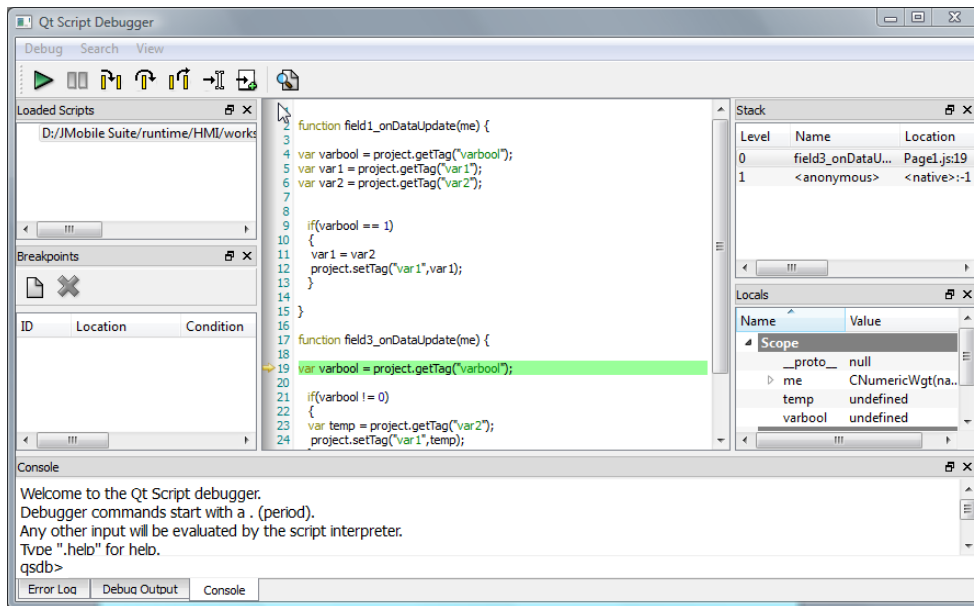 Qt Script Debugger
Debug Search View
Loaded Scripts
D:/JMobile Suite/runtime/HMI/works
Breakpoints
ID Location Condition
1
2 function field1_onDataUpdate(me) {
3
4 var varbool = project.getTag("varbool");
5 var var1 = project.getTag("var1");
6 var var2 = project.getTag("var2");
7
8
9 if(varbool == 1)
10 {
11 var1 = var2
12 project.setTag("var1",var1);
13 }
14
15 }
16
17 function field3_onDataUpdate(me) {
18
19 var varbool = project.getTag("varbool");
20
21 if(varbool != 0)
22 {
23 var temp = project.getTag("var2");
24 project.setTag("var1",temp);
Stack
Level Name Location
0 field3_onDataU... Page1.js:19
1 <anonymous> <native>:-1
Locals
Name Value
Scope
__proto__ null
me CNumericWgt(na...
temp undefined
varbool undefined
Console
Welcome to the Qt Script debugger.
Debugger commands start with a . (period).
Any other input will be evaluated by the script interpreter.
Type ".help" for help.
qsdb>
Error Log Debug Output Console